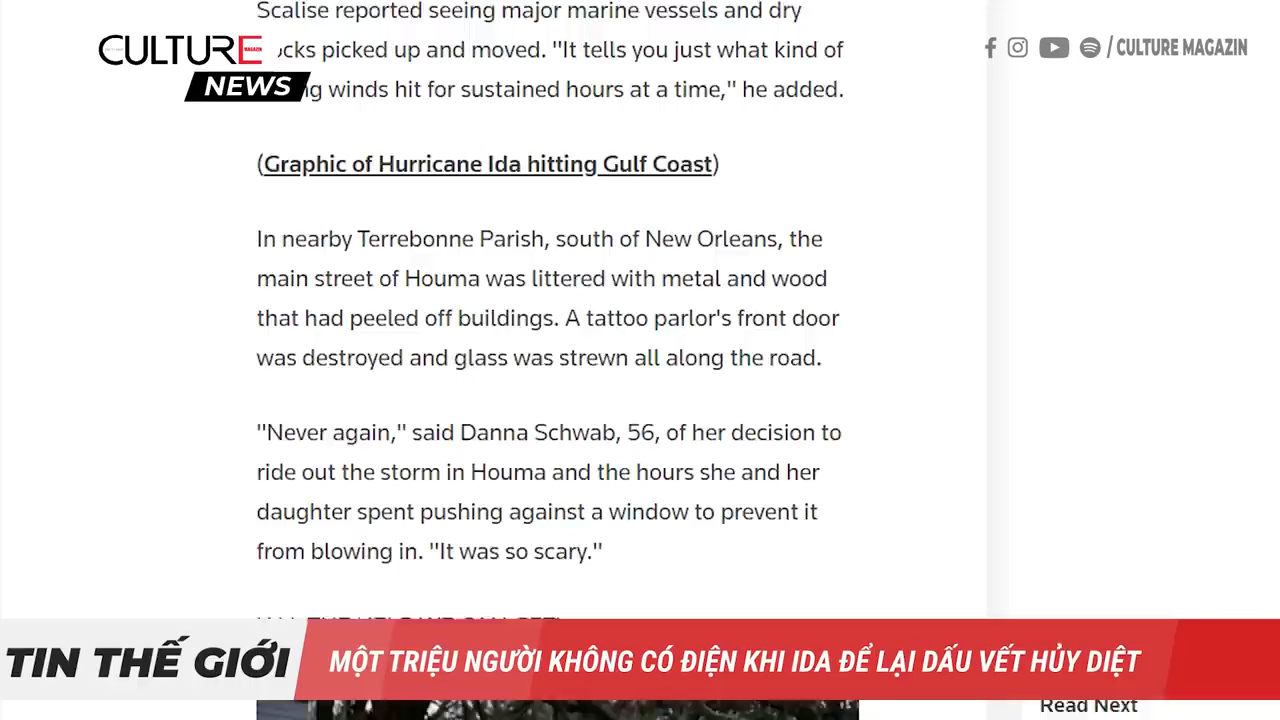 Scalise reported seeing major marine vessels and dry
CULTURE
MAGAZIN
picked up and moved. "It tells you just what kind of
/ CULTURE MAGAZIN
NEWS
winds hit for sustained hours at a time," he added.
(Graphic of Hurricane Ida hitting Gulf Coast)
In nearby Terrebonne Parish, south of New Orleans, the
main street of Houma was littered with metal and wood
that had peeled off buildings. A tattoo parlor's front door
was destroyed and glass was strewn all along the road.
"Never again," said Danna Schwab, 56, of her decision to
ride out the storm in Houma and the hours she and her
daughter spent pushing against a window to prevent it
from blowing in. "It was so scary."
TIN THẾ GIỚI
MỘT TRIỆU NGƯỜI KHÔNG CÓ ĐIỆN KHI IDA ĐỂ LẠI DẤU VẾT HỦY DIỆT
Read Next